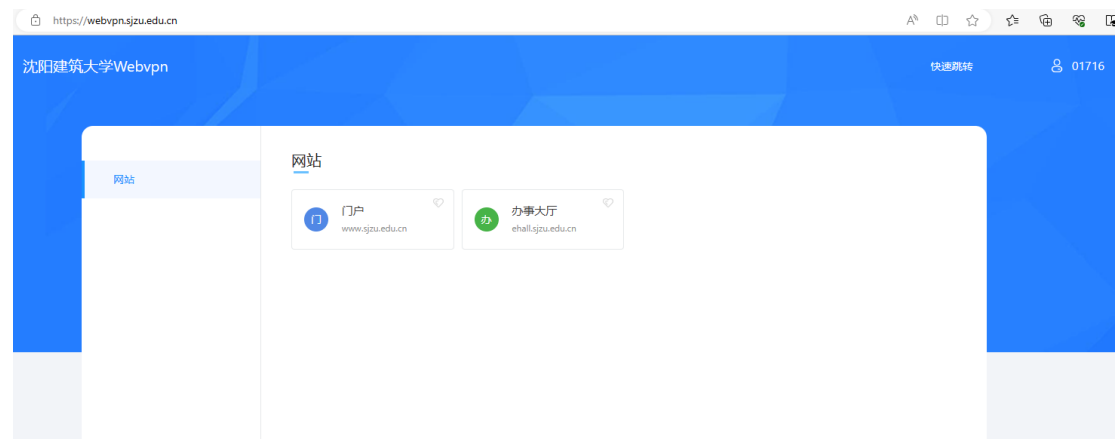 https://webvpn.sjzu.edu.cn
沈阳建筑大学Webvpn
快速跳转
01716
网站
网站
门
门户
www.sjzu.edu.cn
办
办事大厅
ehall.sjzu.edu.cn